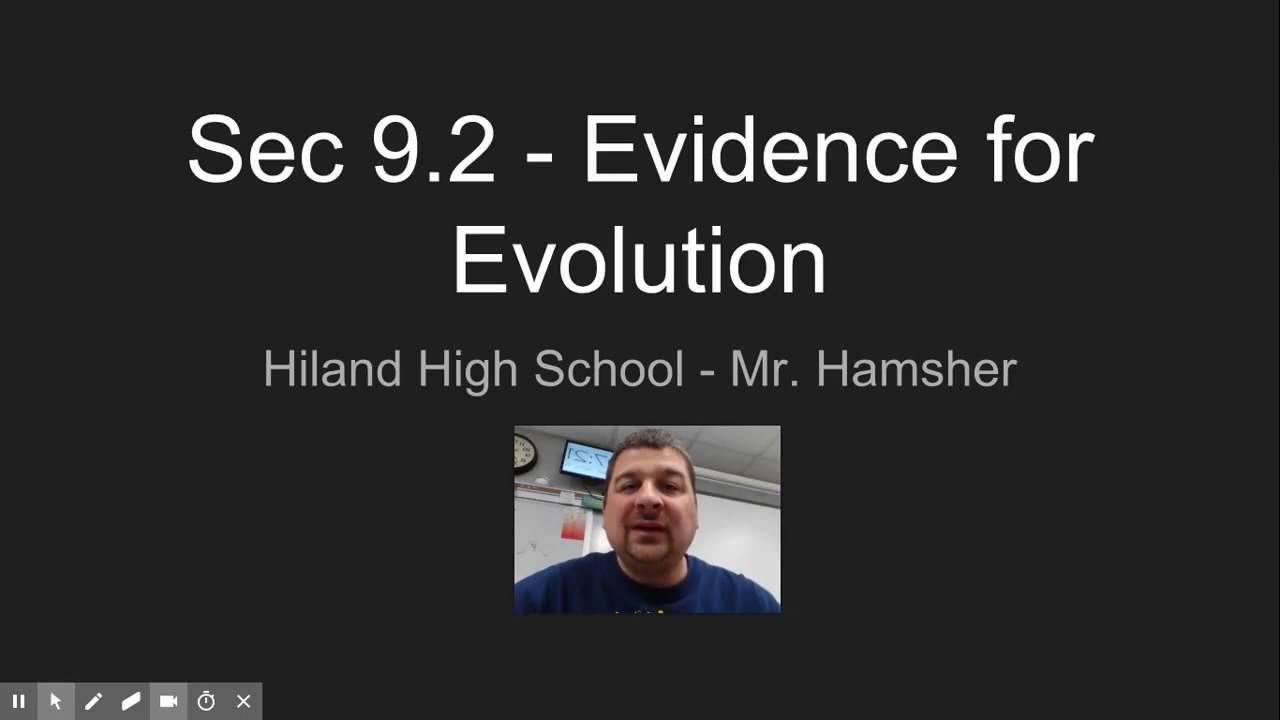 Sec 9.2 - Evidence for
Evolution
Hiland High School - Mr. Hamsher